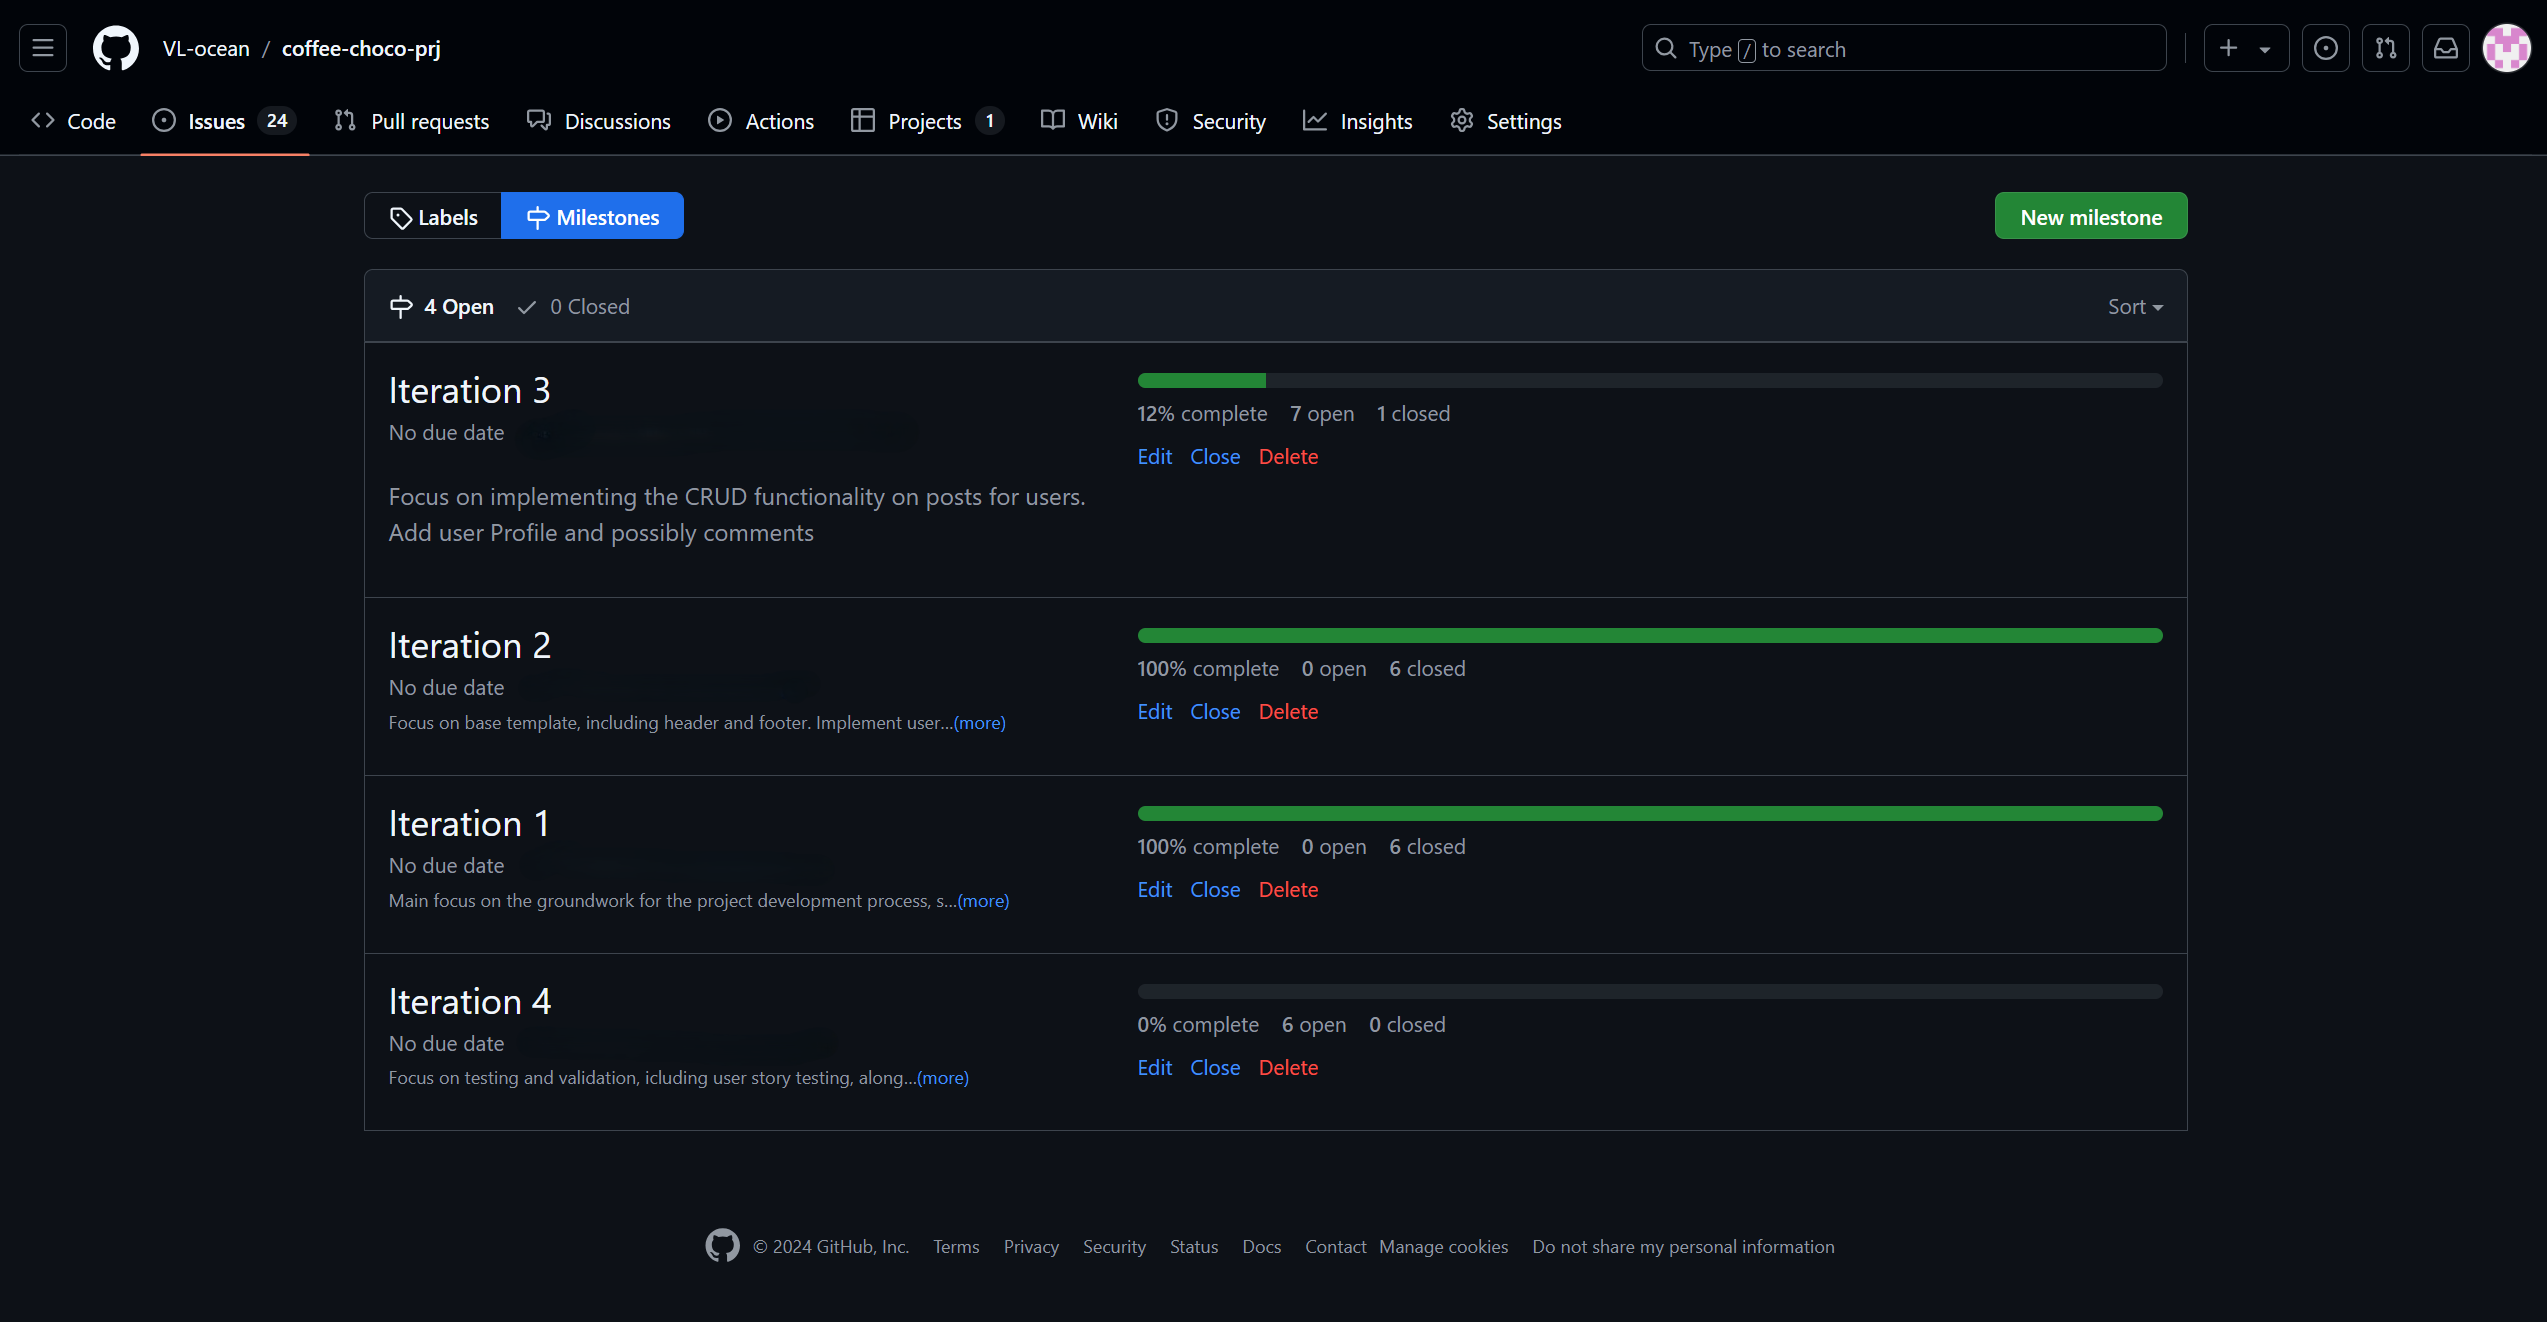 VL-ocean / coffee-choco-prj
Type / to search
Code Issues 24 Pull requests Discussions Actions Projects 1 Wiki Security Insights Settings
Labels Milestones New milestone
4 Open 0 Closed Sort
Iteration 3
No due date
Focus on implementing the CRUD functionality on posts for users.
Add user Profile and possibly comments
12% complete 7 open 1 closed
Edit Close Delete
Iteration 2
No due date
Focus on base template, including header and footer. Implement user...(more)
100% complete 0 open 6 closed
Edit Close Delete
Iteration 1
No due date
Main focus on the groundwork for the project development process, s...(more)
100% complete 0 open 6 closed
Edit Close Delete
Iteration 4
No due date
Focus on testing and validation, icluding user story testing, along...(more)
0% complete 6 open 0 closed
Edit Close Delete
© 2024 GitHub, Inc. Terms Privacy Security Status Docs Contact Manage cookies Do not share my personal information